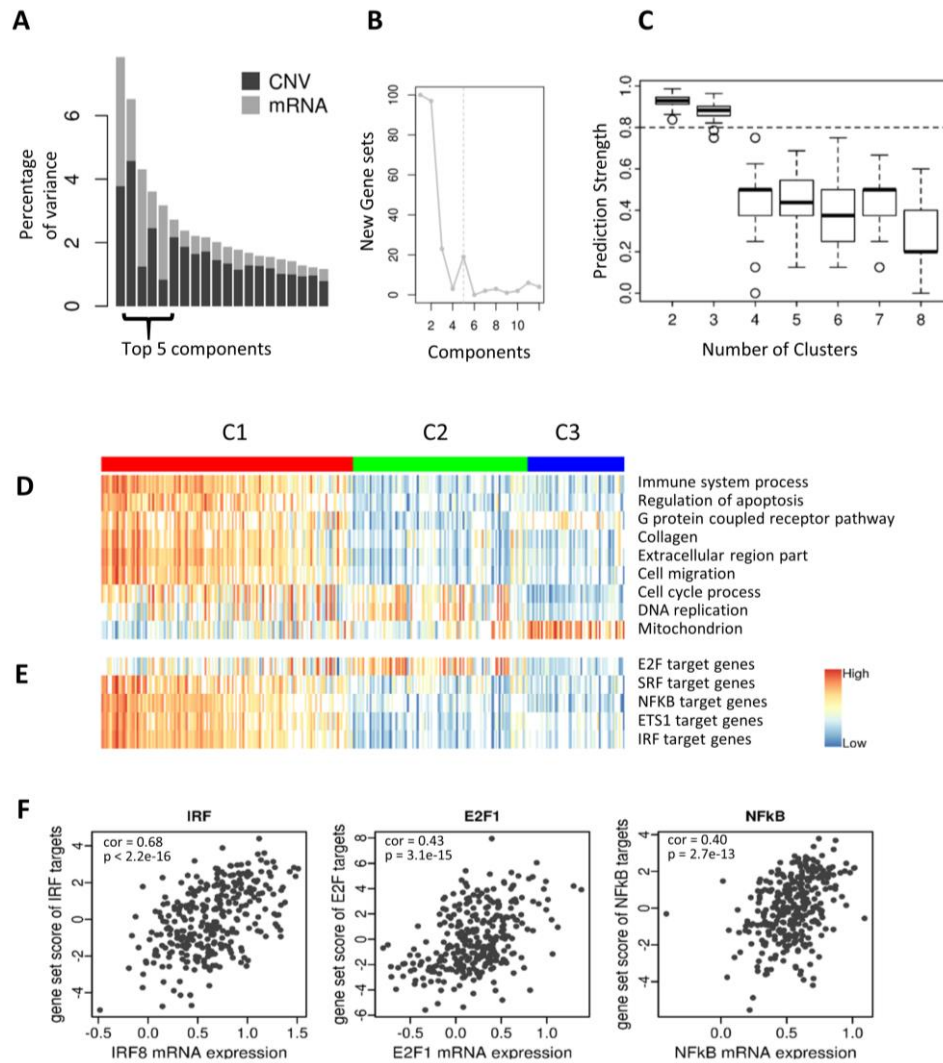 A
CNV
mRNA
Percentage
of variance
0 2 4 6
Top 5 components
B
New Gene sets
0 20 40 60 80 100
2 4 6 8 10
Components
C
Prediction Strength
0.0 0.2 0.4 0.6 0.8 1.0
2 3 4 5 6 7 8
Number of Clusters
C1 C2 C3
D
Immune system process
Regulation of apoptosis
G protein coupled receptor pathway
Collagen
Extracellular region part
Cell migration
Cell cycle process
DNA replication
Mitochondrion
E
E2F target genes
SRF target genes
NFKB target genes
ETS1 target genes
IRF target genes
High
Low
F
IRF
cor = 0.68
p < 2.2e-16
gene set score of IRF targets
-4 -2 0 2 4
-0.5 0.0 0.5 1.0 1.5
IRF8 mRNA expression
E2F1
cor = 0.43
p = 3.1e-15
gene set score of E2F targets
-6 -4 -2 0 2 4 6 8
-0.5 0.0 0.5 1.0
E2F1 mRNA expression
NFkB
cor = 0.40
p = 2.7e-13
gene set score of NFkB targets
-4 -2 0 2 4
-0.5 0.0 0.5 1.0
NFkB mRNA expression